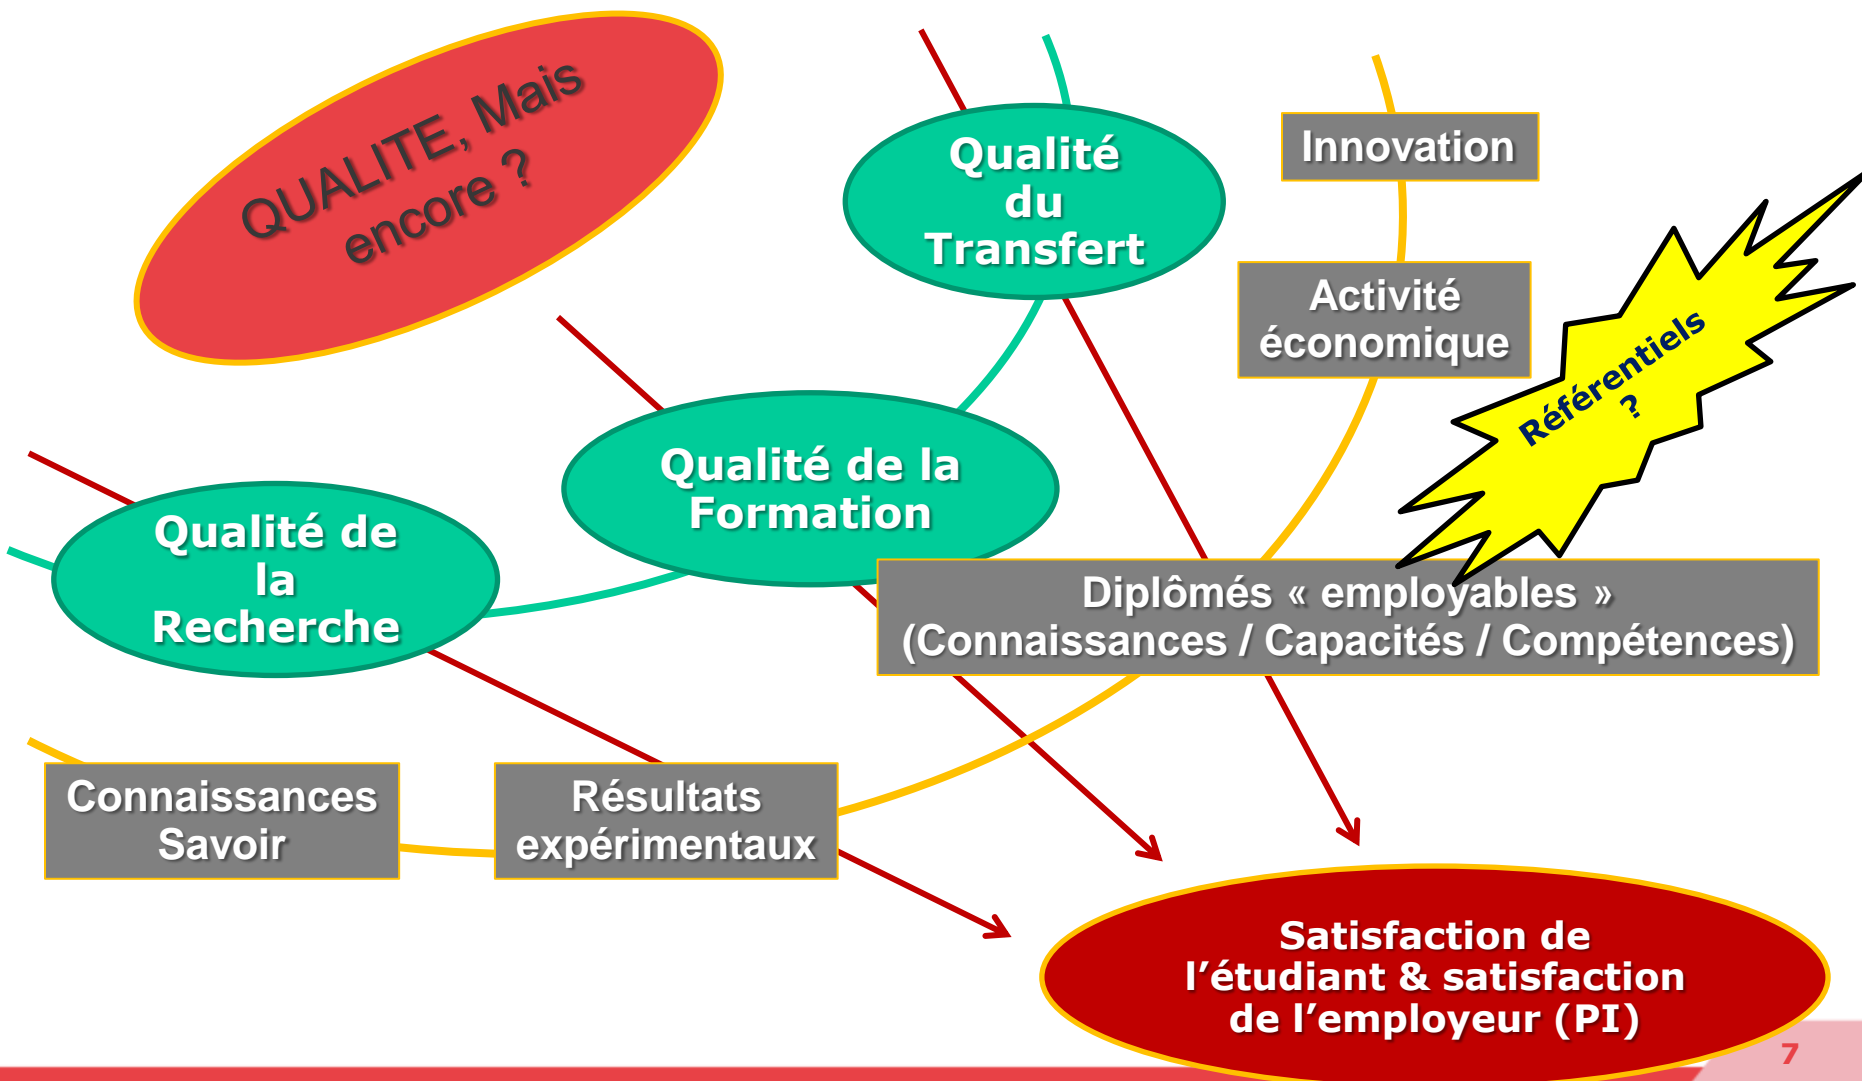 QUALITE, Mais
encore ?
Qualité
du
Transfert
Innovation
Activité
économique
Référentiels
?
Qualité de la
Formation
Qualité de
la
Recherche
Diplômés « employables »
(Connaissances / Capacités / Compétences)
Connaissances
Savoir
Résultats
expérimentaux
Satisfaction de
l’étudiant & satisfaction
de l’employeur (PI)
7